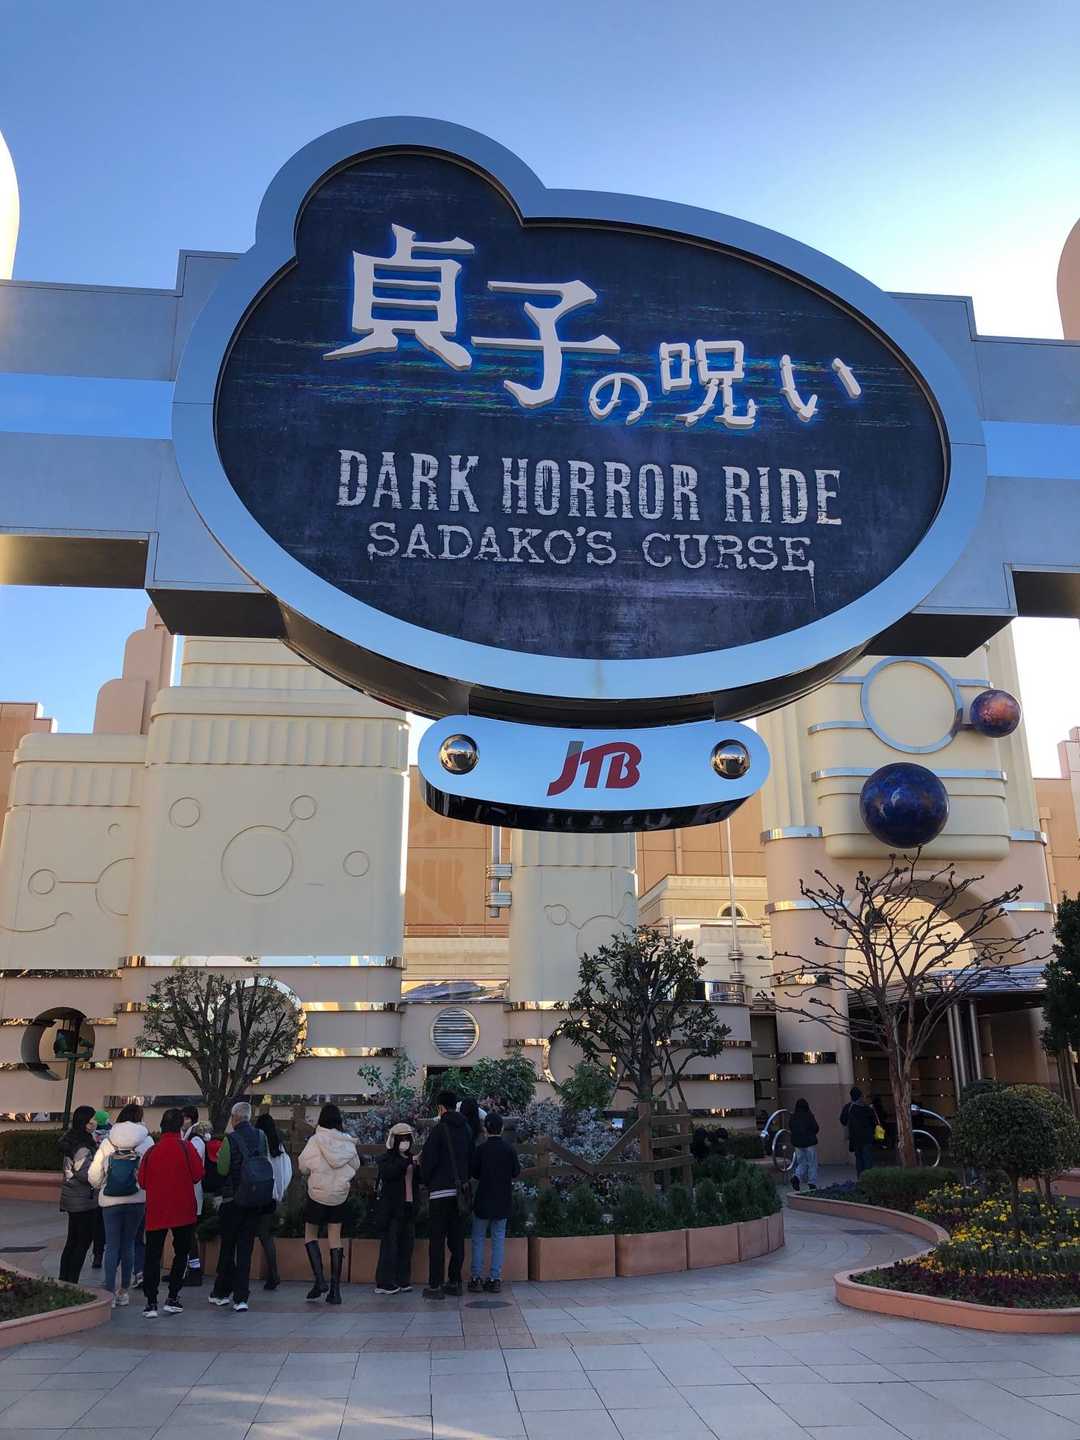 貞子の呪い
DARK HORROR RIDE
SADAKO'S CURSE
JTB